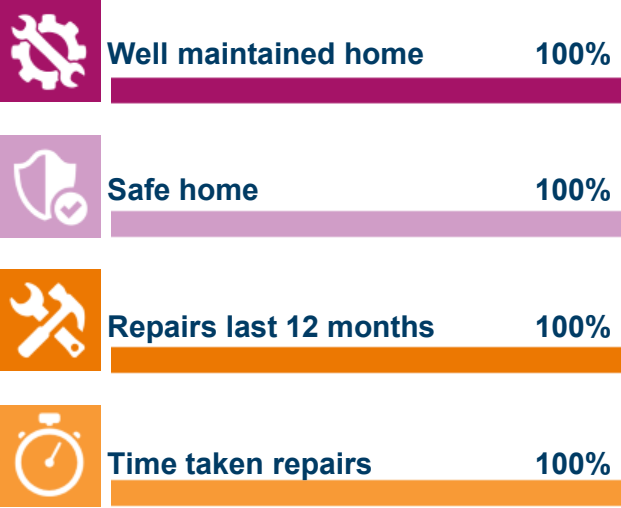 Well maintained home 100%
Safe home 100%
Repairs last 12 months 100%
Time taken repairs 100%